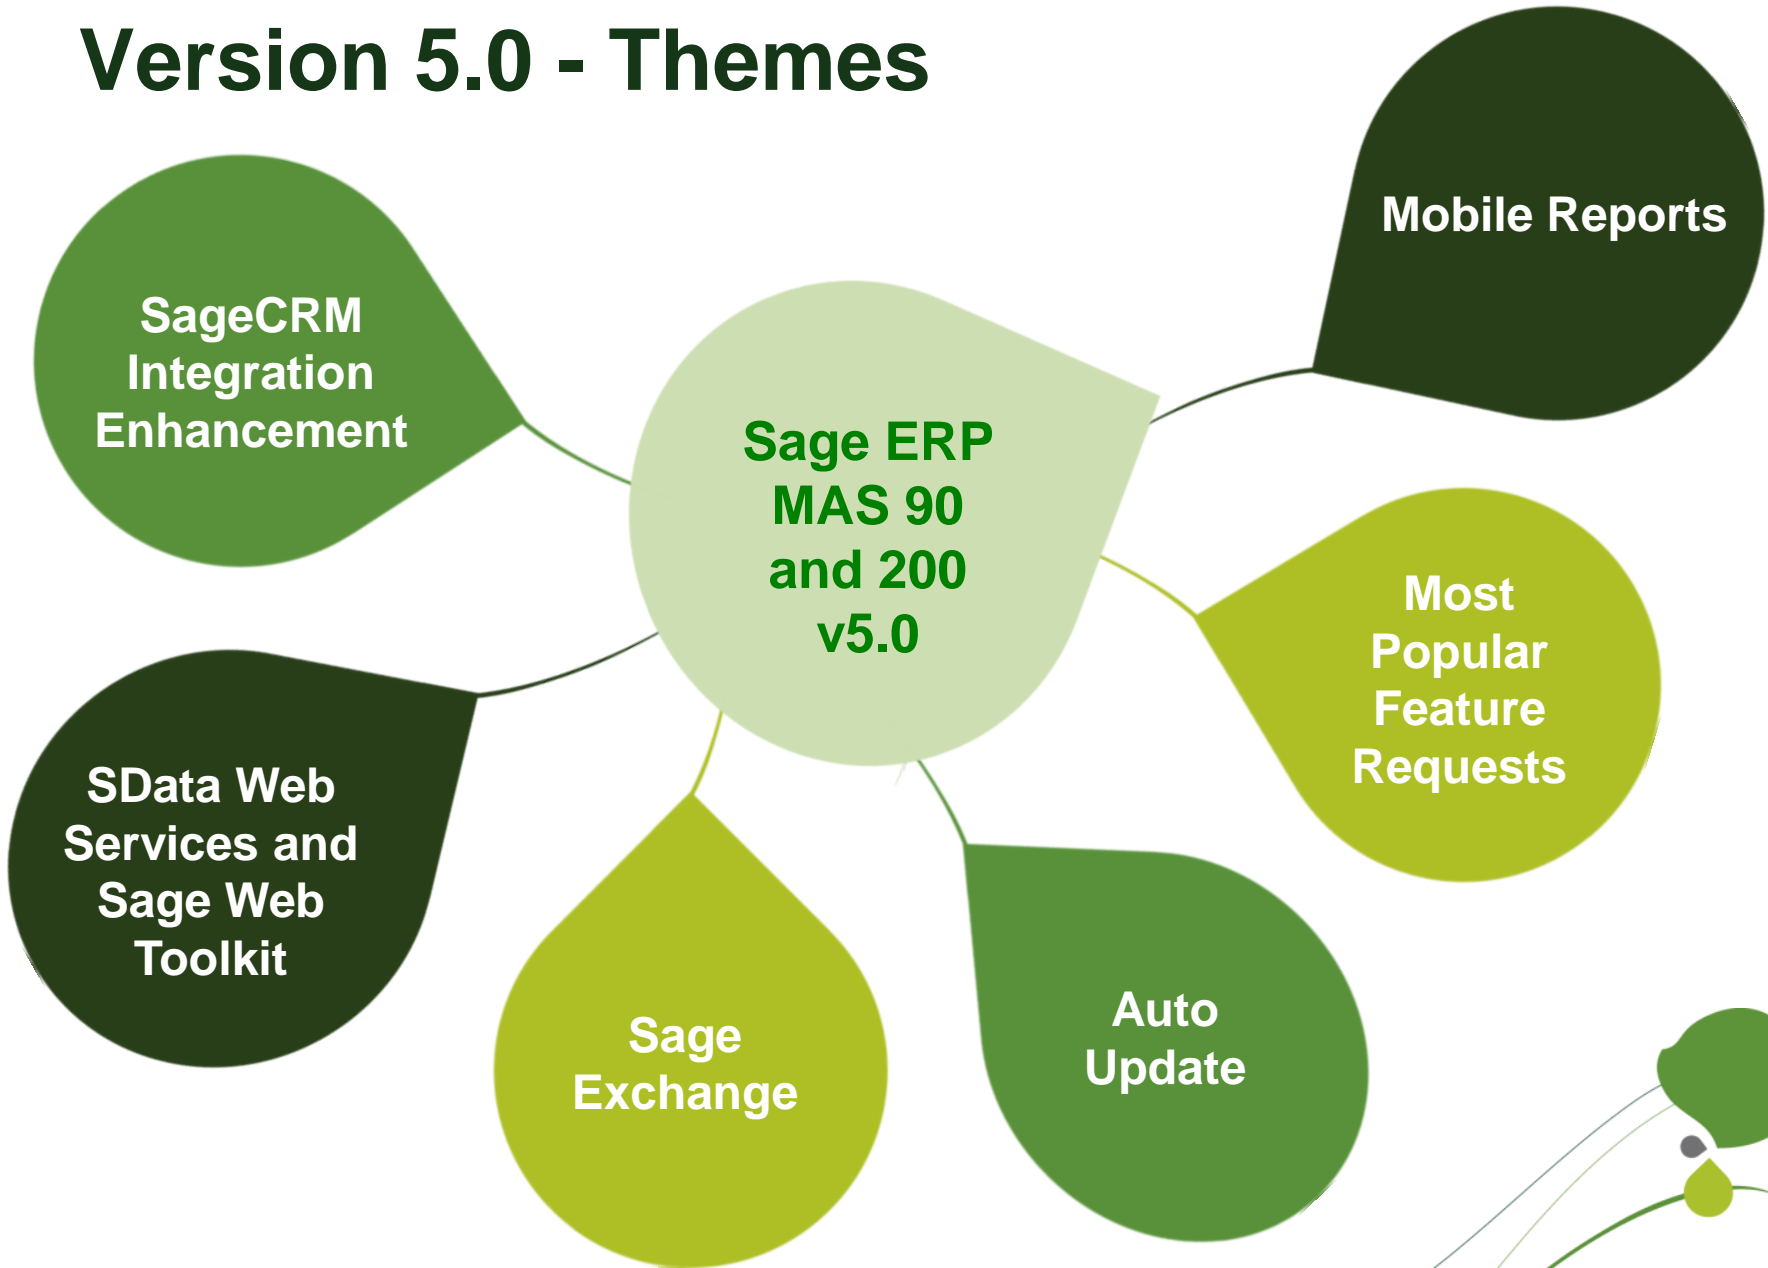 Version 5.0 - Themes
Mobile Reports
SageCRM
Integration
Enhancement
Sage ERP
MAS 90
and 200
v5.0
Most
Popular
Feature
Requests
SData Web
Services and
Sage Web
Toolkit
Sage
Exchange
Auto
Update